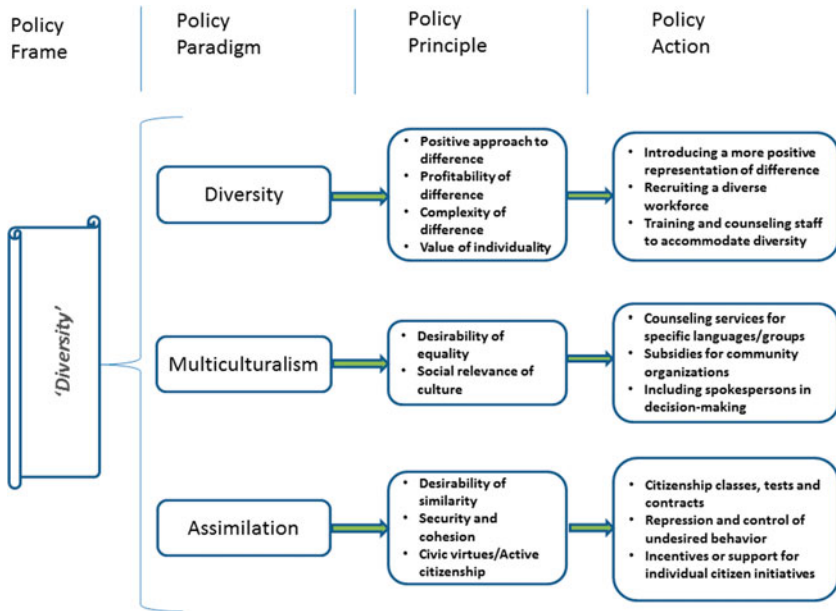 Policy
Frame
Policy
Paradigm
Policy
Principle
Policy
Action
'Diversity'
Diversity
• Positive approach to
difference
• Profitability of
difference
• Complexity of
difference
• Value of individuality
• Introducing a more positive
representation of difference
• Recruiting a diverse
workforce
• Training and counseling staff
to accommodate diversity
Multiculturalism
• Desirability of
equality
• Social relevance of
culture
• Counseling services for
specific languages/groups
• Subsidies for community
organizations
• Including spokespersons in
decision-making
Assimilation
• Desirability of
similarity
• Security and
cohesion
• Civic virtues/Active
citizenship
• Citizenship classes, tests and
contracts
• Repression and control of
undesired behavior
• Incentives or support for
individual citizen initiatives